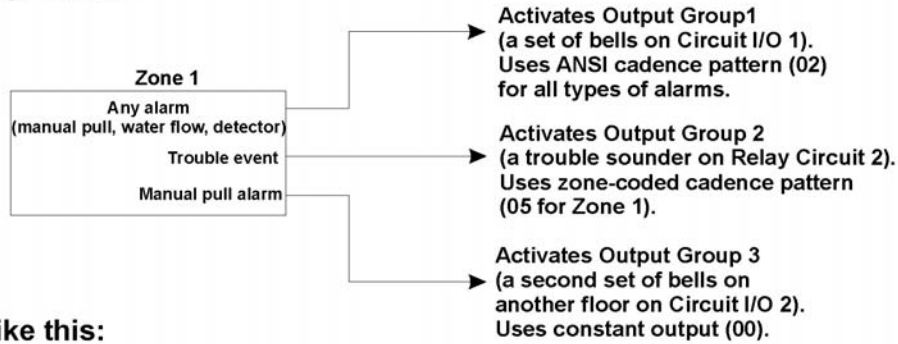 Activates Output Group1
(a set of bells on Circuit I/O 1).
Uses ANSI cadence pattern (02)
for all types of alarms.
Zone 1
Any alarm
(manual pull, water flow, detector)
Trouble event
Manual pull alarm
Activates Output Group 2
(a trouble sounder on Relay Circuit 2).
Uses zone-coded cadence pattern
(05 for Zone 1).
Activates Output Group 3
(a second set of bells on
another floor on Circuit I/O 2).
Uses constant output (00).
ike this: